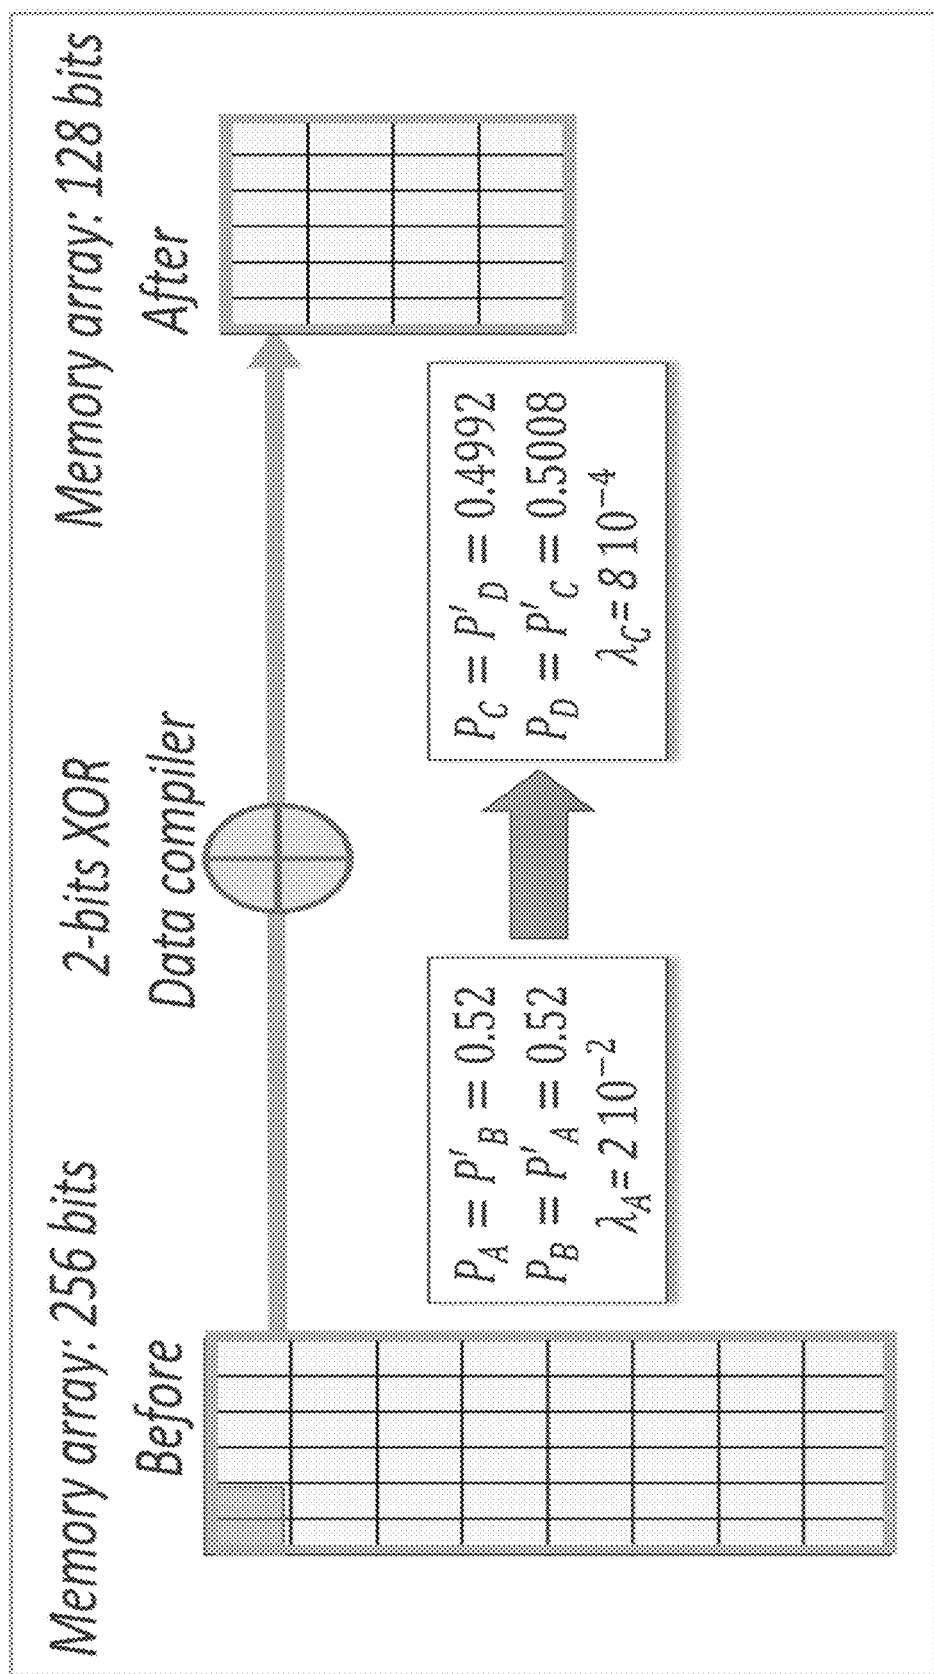 Memory array: 256 bits
Before
2-bits XOR
Data compiler
Memory array: 128 bits
After
P_A = P'_B = 0.52
P_B = P'_A = 0.52
λ_A = 2 10⁻²
P_C = P'_D = 0.4992
P_D = P'_C = 0.5008
λ_C = 8 10⁻⁴